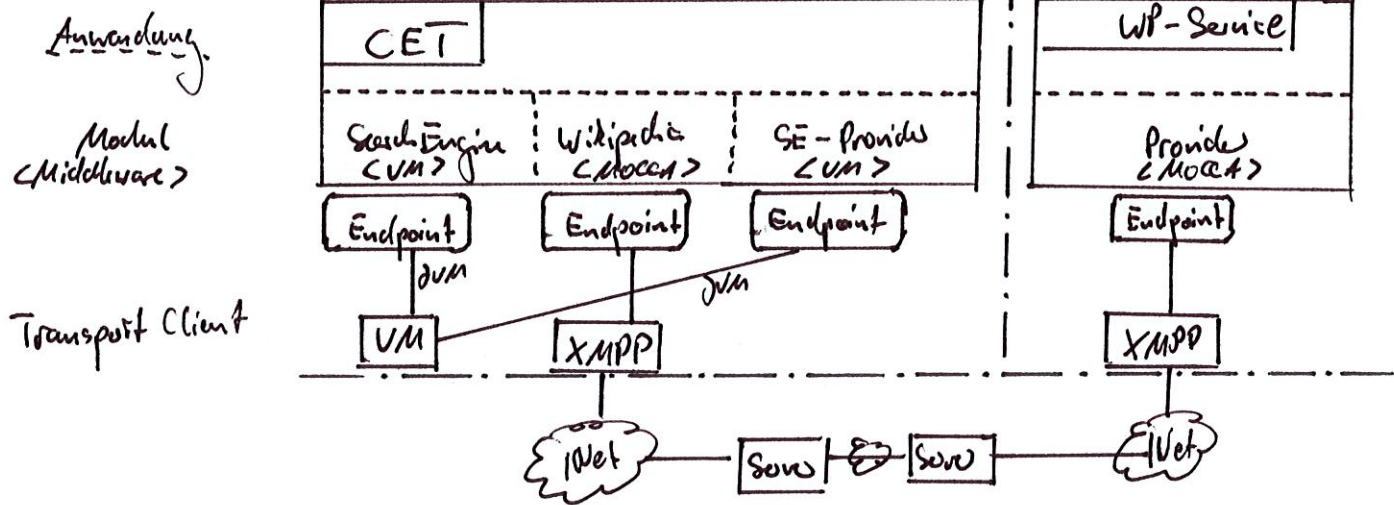 Anwendung
CET
WP-Service
Modul
<Middleware>
SearchEngine
<VM>
Wikipedia
<MOCCA>
SE-Provider
<VM>
Provider
<MOCCA>
Endpoint
Endpoint
Endpoint
Endpoint
JVM
JVM
Transport Client
VM
XMPP
XMPP
INet
Server
Server
INet